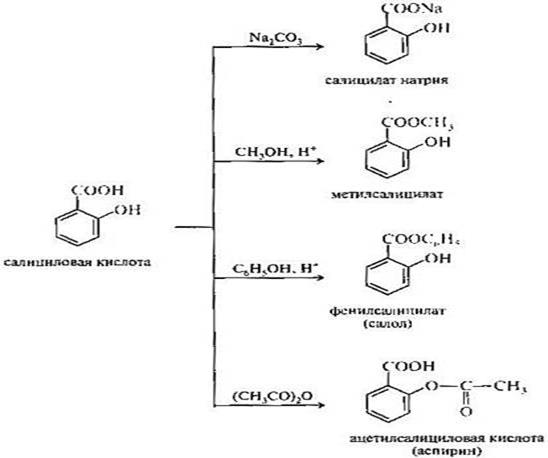 COONa
OH
Na₂CO₃
салицилат натрия
COOCH₃
OH
CH₃OH, H⁺
метилсалицилат
COOH
OH
салициловая кислота
COOC₆H₅
OH
C₆H₅OH, H⁺
фенилсалицилат
(салол)
COOH
O—C—CH₃
O
(CH₃CO)₂O
ацетилсалициловая кислота
(аспирин)